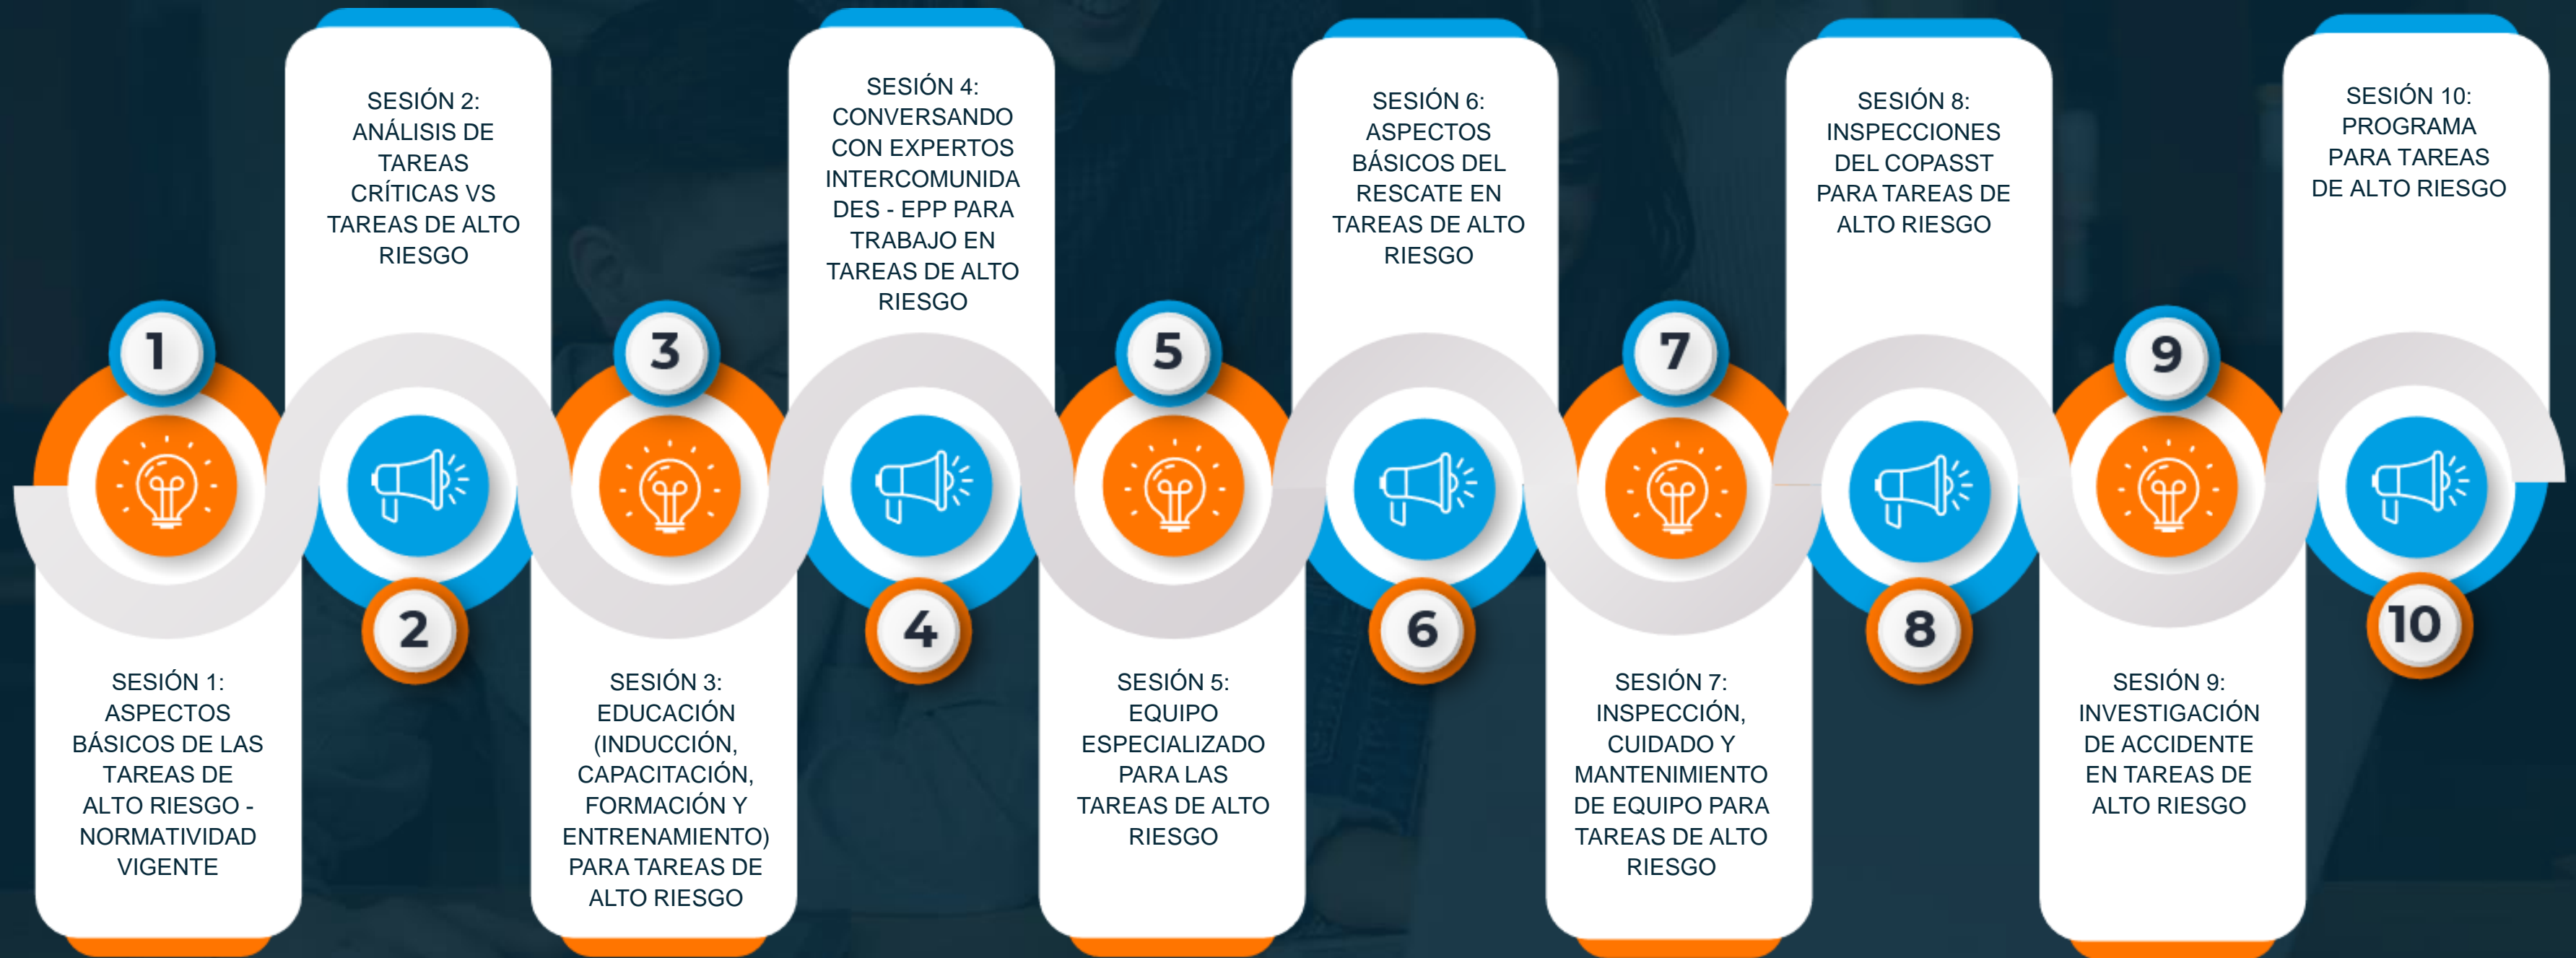 1
SESIÓN 1:
ASPECTOS
BÁSICOS DE LAS
TAREAS DE
ALTO RIESGO -
NORMATIVIDAD
VIGENTE
SESIÓN 2:
ANÁLISIS DE
TAREAS
CRÍTICAS VS
TAREAS DE ALTO
RIESGO
2
3
SESIÓN 3:
EDUCACIÓN
(INDUCCIÓN,
CAPACITACIÓN,
FORMACIÓN Y
ENTRENAMIENTO)
PARA TAREAS DE
ALTO RIESGO
SESIÓN 4:
CONVERSANDO
CON EXPERTOS
INTERCOMUNIDA
DES - EPP PARA
TRABAJO EN
TAREAS DE ALTO
RIESGO
4
5
SESIÓN 5:
EQUIPO
ESPECIALIZADO
PARA LAS
TAREAS DE ALTO
RIESGO
SESIÓN 6:
ASPECTOS
BÁSICOS DEL
RESCATE EN
TAREAS DE ALTO
RIESGO
6
7
SESIÓN 7:
INSPECCIÓN,
CUIDADO Y
MANTENIMIENTO
DE EQUIPO PARA
TAREAS DE ALTO
RIESGO
SESIÓN 8:
INSPECCIONES
DEL COPASST
PARA TAREAS DE
ALTO RIESGO
8
9
SESIÓN 9:
INVESTIGACIÓN
DE ACCIDENTE
EN TAREAS DE
ALTO RIESGO
SESIÓN 10:
PROGRAMA
PARA TAREAS
DE ALTO RIESGO
10